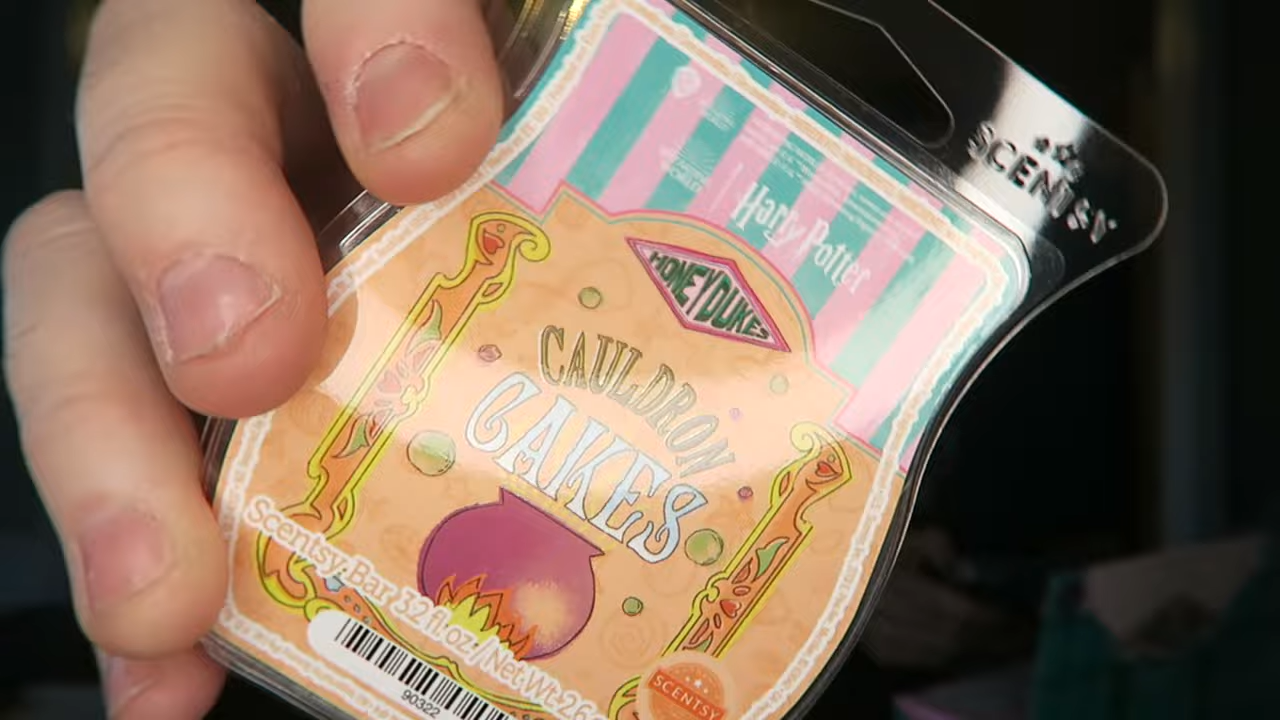 SCENTSY
Harry Potter
HONEYDUKES
CAULDRON
CAKES
Scentsy Bar 3.2 fl. oz./Net Wt. 2.6
90322
SCENTSY